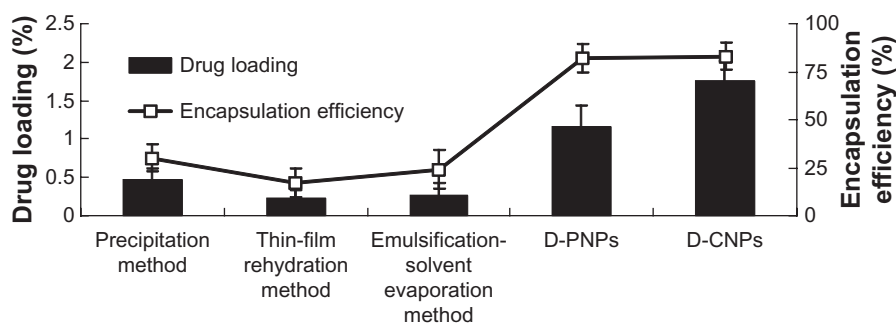 Drug loading (%)
2.5
2
1.5
1
0.5
0
Drug loading
Encapsulation efficiency
100
75
50
25
0
Encapsulation
efficiency (%)
Precipitation
method
Thin-film
rehydration
method
Emulsification-
solvent
evaporation
method
D-PNPs
D-CNPs